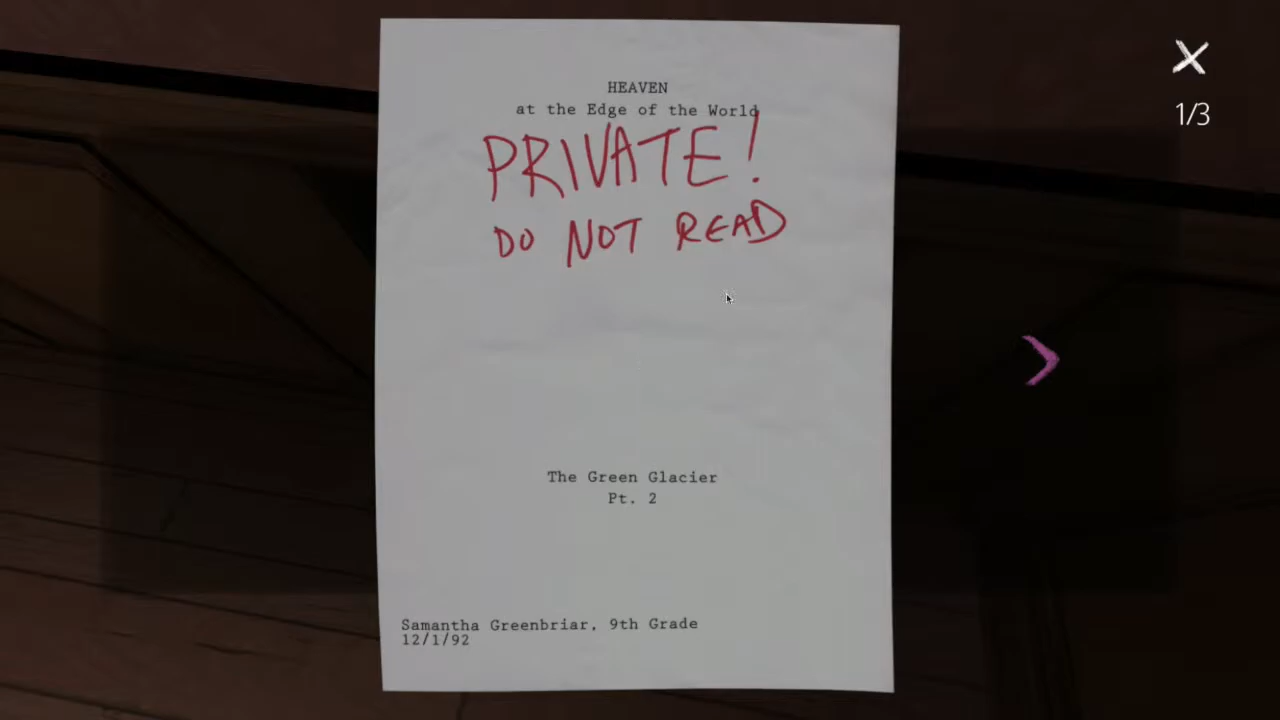 HEAVEN
at the Edge of the World
PRIVATE!
DO NOT READ
The Green Glacier
Pt. 2
Samantha Greenbriar, 9th Grade
12/1/92
1/3